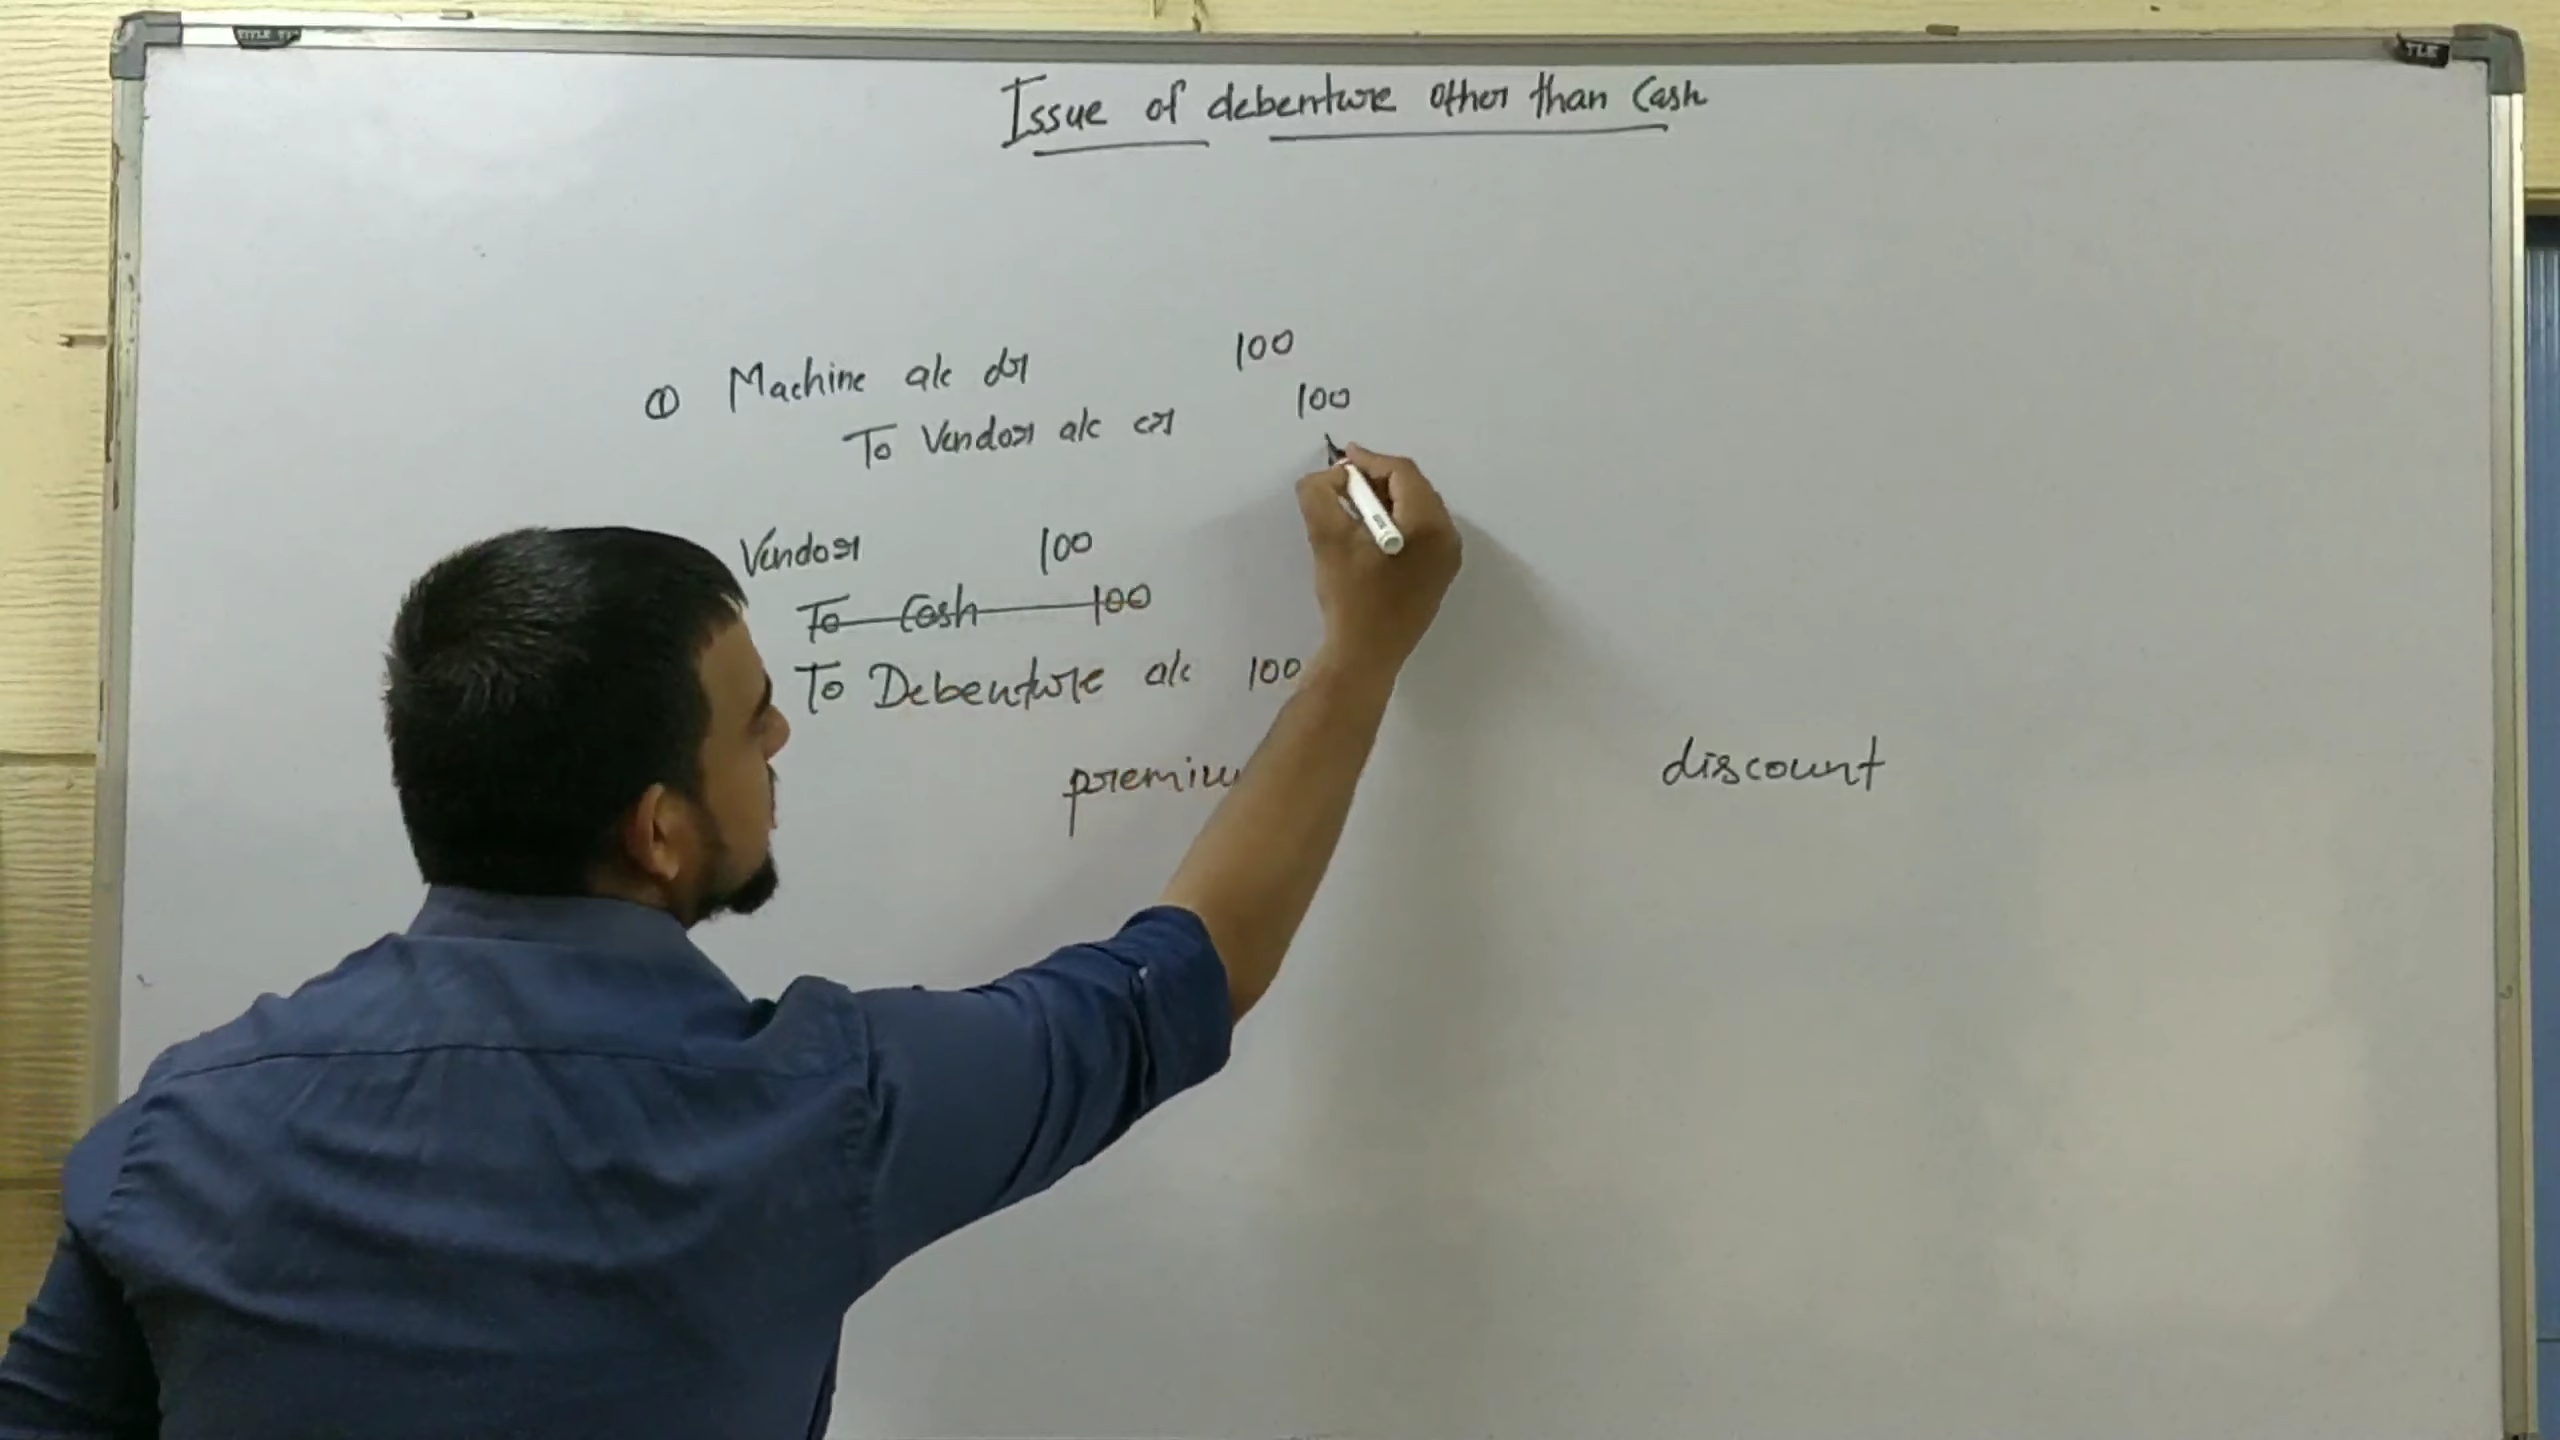 Issue of debenture other than Cash
① Machine a/c dr 100
To Vendor a/c cr 100
Vendor 100
To Cash 100
To Debenture a/c 100
discount